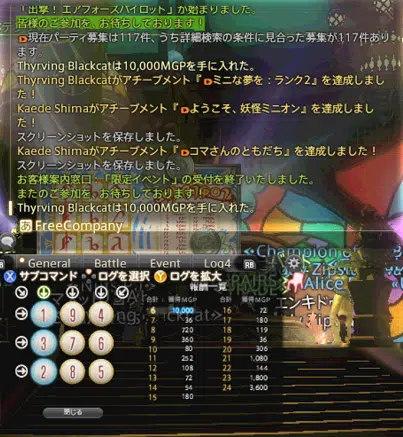 「出撃！ エアフォースパイロット」が始まりました。
皆様のご参加を、お待ちしております！
現在パーティ募集は117件、うち詳細検索の条件に見合った募集が117件あります
Thyrving Blackcatは10,000MGPを手に入れた。
Thyrving Blackcatがアチーブメント『ミニな夢を：ランク2』を達成しました！
Kaede Shimaがアチーブメント『ようこそ、妖怪ミニオン』を達成しました！
スクリーンショットを保存しました。
Kaede Shimaがアチーブメント『コマさんのともだち』を達成しました！
スクリーンショットを保存しました。
お客様案内窓口-「限定イベント」の受付を終了いたしました。
またのご参加を、お待ちしております！
Thyrving Blackcatは10,000MGPを手に入れた。
あ FreeCompany
General Battle Event Log4 RB
«Champion of
X サブコマンド ログを選択 Y ログを拡大
Zipsl
Alice
報酬一覧
合計 獲得MGP 合計 獲得MGP
6 10,000 16 72
7 36 17 180
8 720 18 119
9 360 19 36
10 80 20 306
11 252 21 1,080
12 108 22 144
13 72 23 1,800
14 54 24 3,600
15 180
1 9 4
3 7 6
2 8 5
閉じる